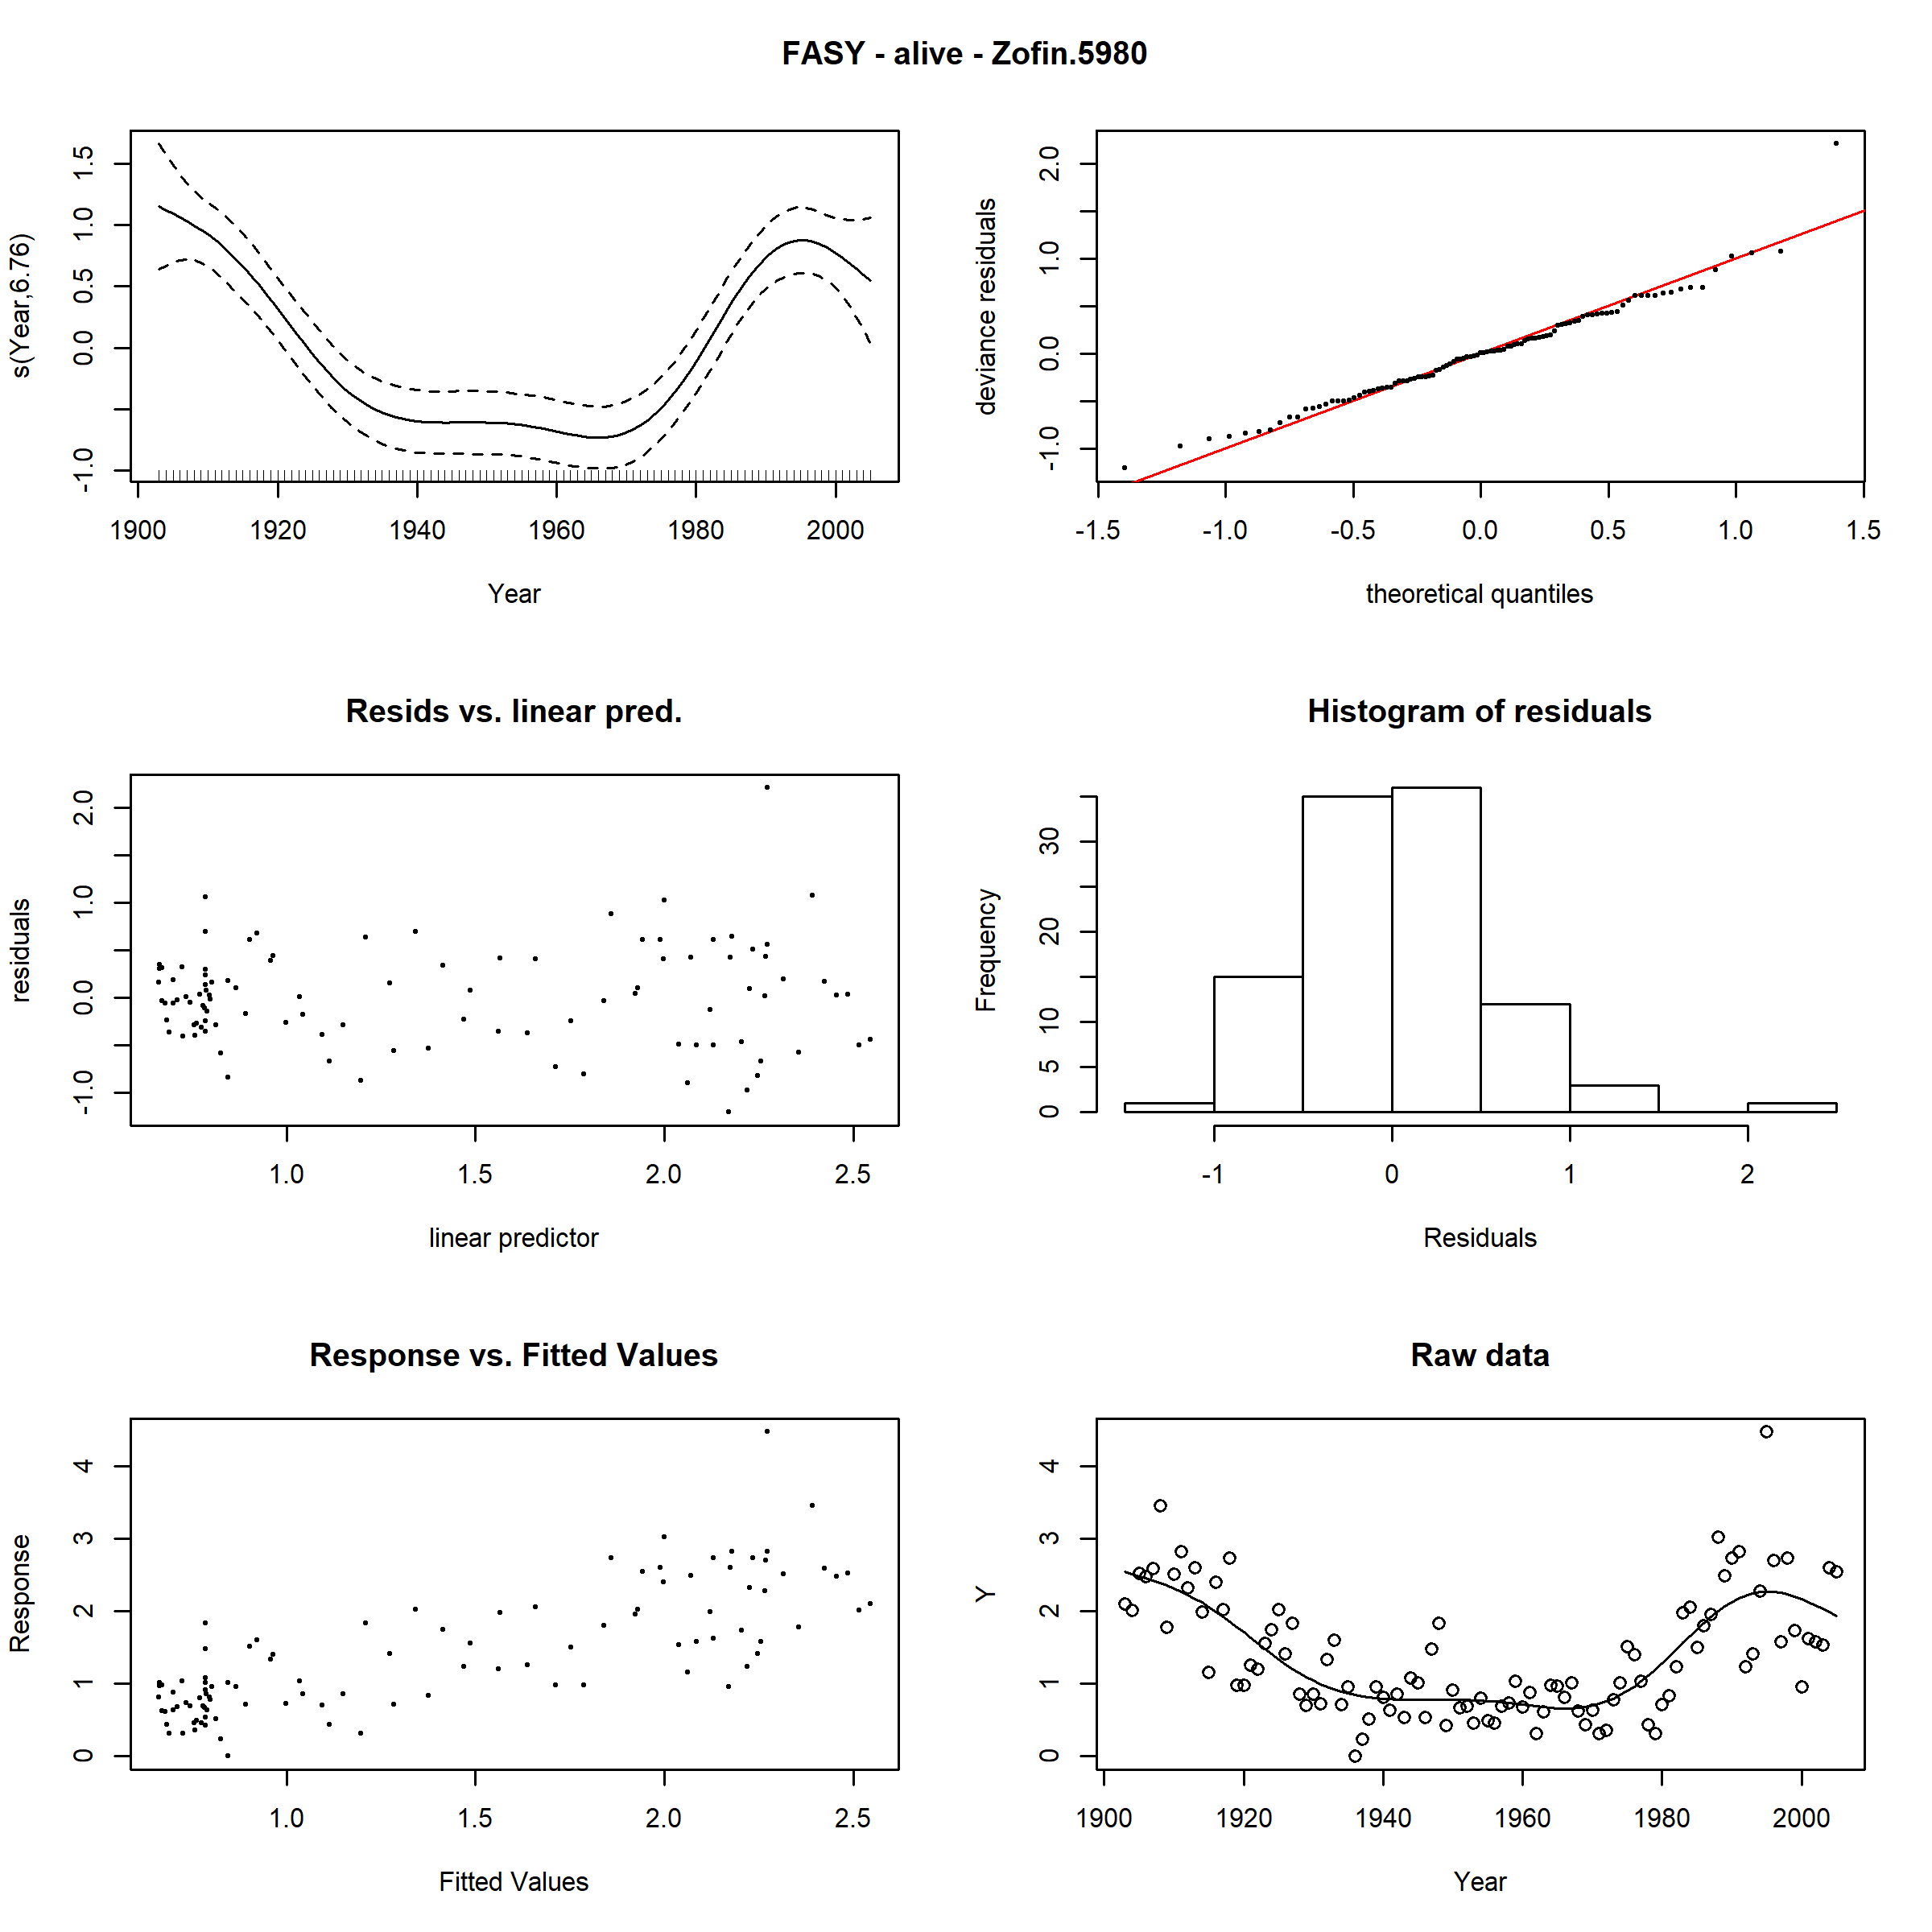 FASY - alive - Zofin.5980
s(Year,6.76)
-1.0 0.0 0.5 1.0 1.5
1900 1920 1940 1960 1980 2000
Year
deviance residuals
-1.0 0.0 1.0 2.0
-1.5 -1.0 -0.5 0.0 0.5 1.0 1.5
theoretical quantiles
Resids vs. linear pred.
residuals
-1.0 0.0 1.0 2.0
1.0 1.5 2.0 2.5
linear predictor
Histogram of residuals
Frequency
0 5 10 20 30
-1 0 1 2
Residuals
Response vs. Fitted Values
Response
0 1 2 3 4
1.0 1.5 2.0 2.5
Fitted Values
Raw data
Y
0 1 2 3 4
1900 1920 1940 1960 1980 2000
Year